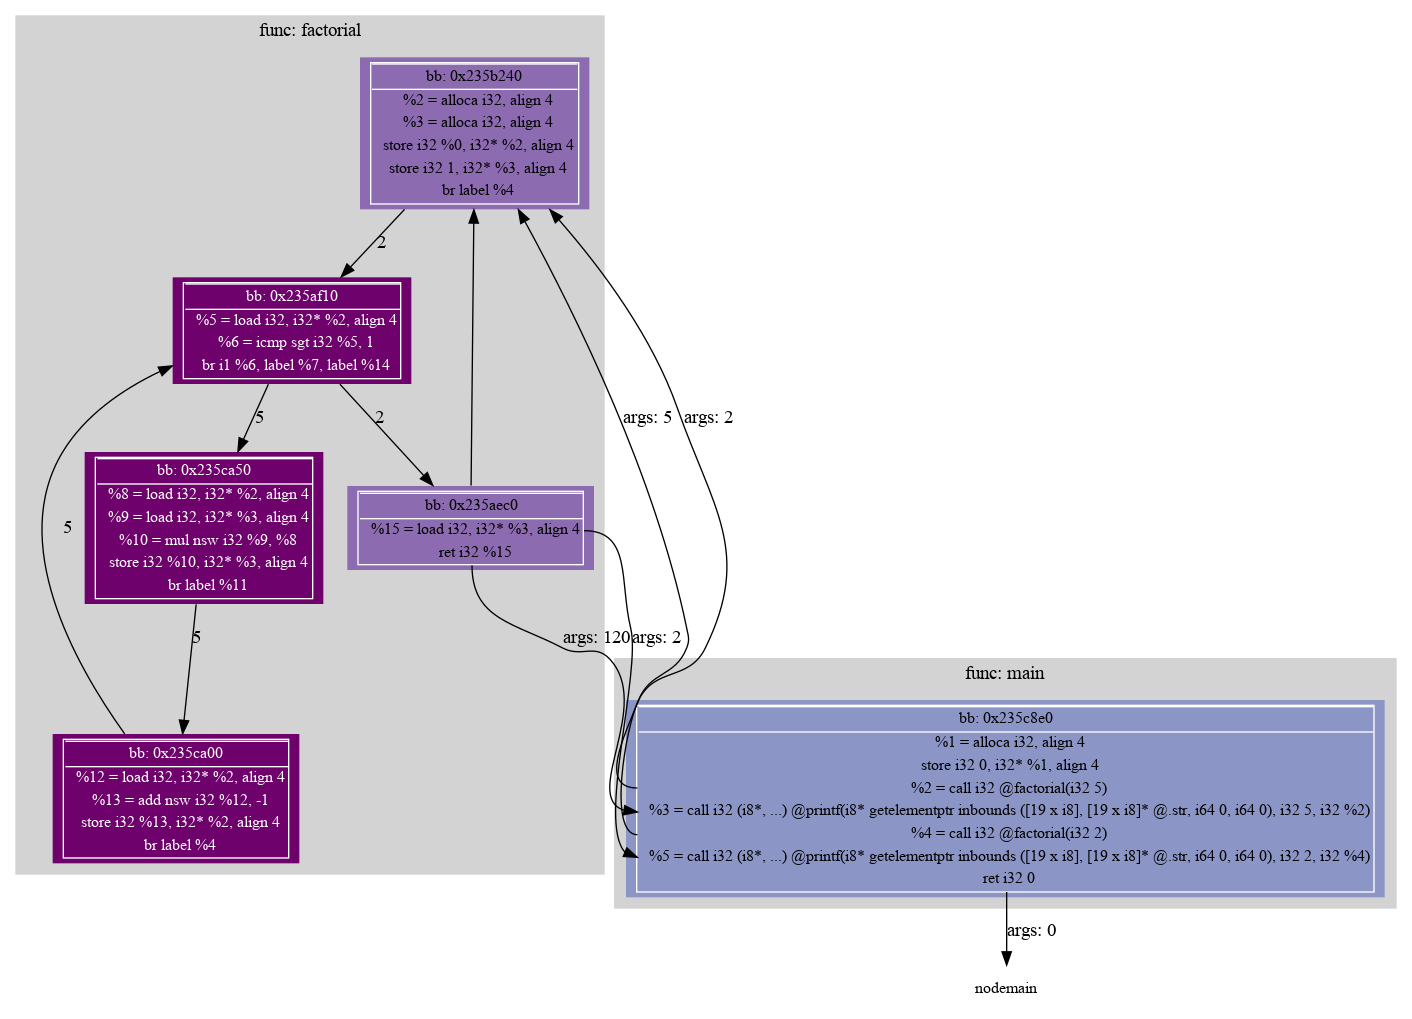 func: factorial
bb: 0x235b240
%2 = alloca i32, align 4
%3 = alloca i32, align 4
store i32 %0, i32* %2, align 4
store i32 1, i32* %3, align 4
br label %4
2
bb: 0x235af10
%5 = load i32, i32* %2, align 4
%6 = icmp sgt i32 %5, 1
br i1 %6, label %7, label %14
5
2
args: 5
args: 2
bb: 0x235ca50
%8 = load i32, i32* %2, align 4
%9 = load i32, i32* %3, align 4
%10 = mul nsw i32 %9, %8
store i32 %10, i32* %3, align 4
br label %11
bb: 0x235aec0
%15 = load i32, i32* %3, align 4
ret i32 %15
5
5
args: 120
args: 2
func: main
bb: 0x235ca00
%12 = load i32, i32* %2, align 4
%13 = add nsw i32 %12, -1
store i32 %13, i32* %2, align 4
br label %4
bb: 0x235c8e0
%1 = alloca i32, align 4
store i32 0, i32* %1, align 4
%2 = call i32 @factorial(i32 5)
%3 = call i32 (i8*, ...) @printf(i8* getelementptr inbounds ([19 x i8], [19 x i8]* @.str, i64 0, i64 0), i32 5, i32 %2)
%4 = call i32 @factorial(i32 2)
%5 = call i32 (i8*, ...) @printf(i8* getelementptr inbounds ([19 x i8], [19 x i8]* @.str, i64 0, i64 0), i32 2, i32 %4)
ret i32 0
args: 0
nodemain